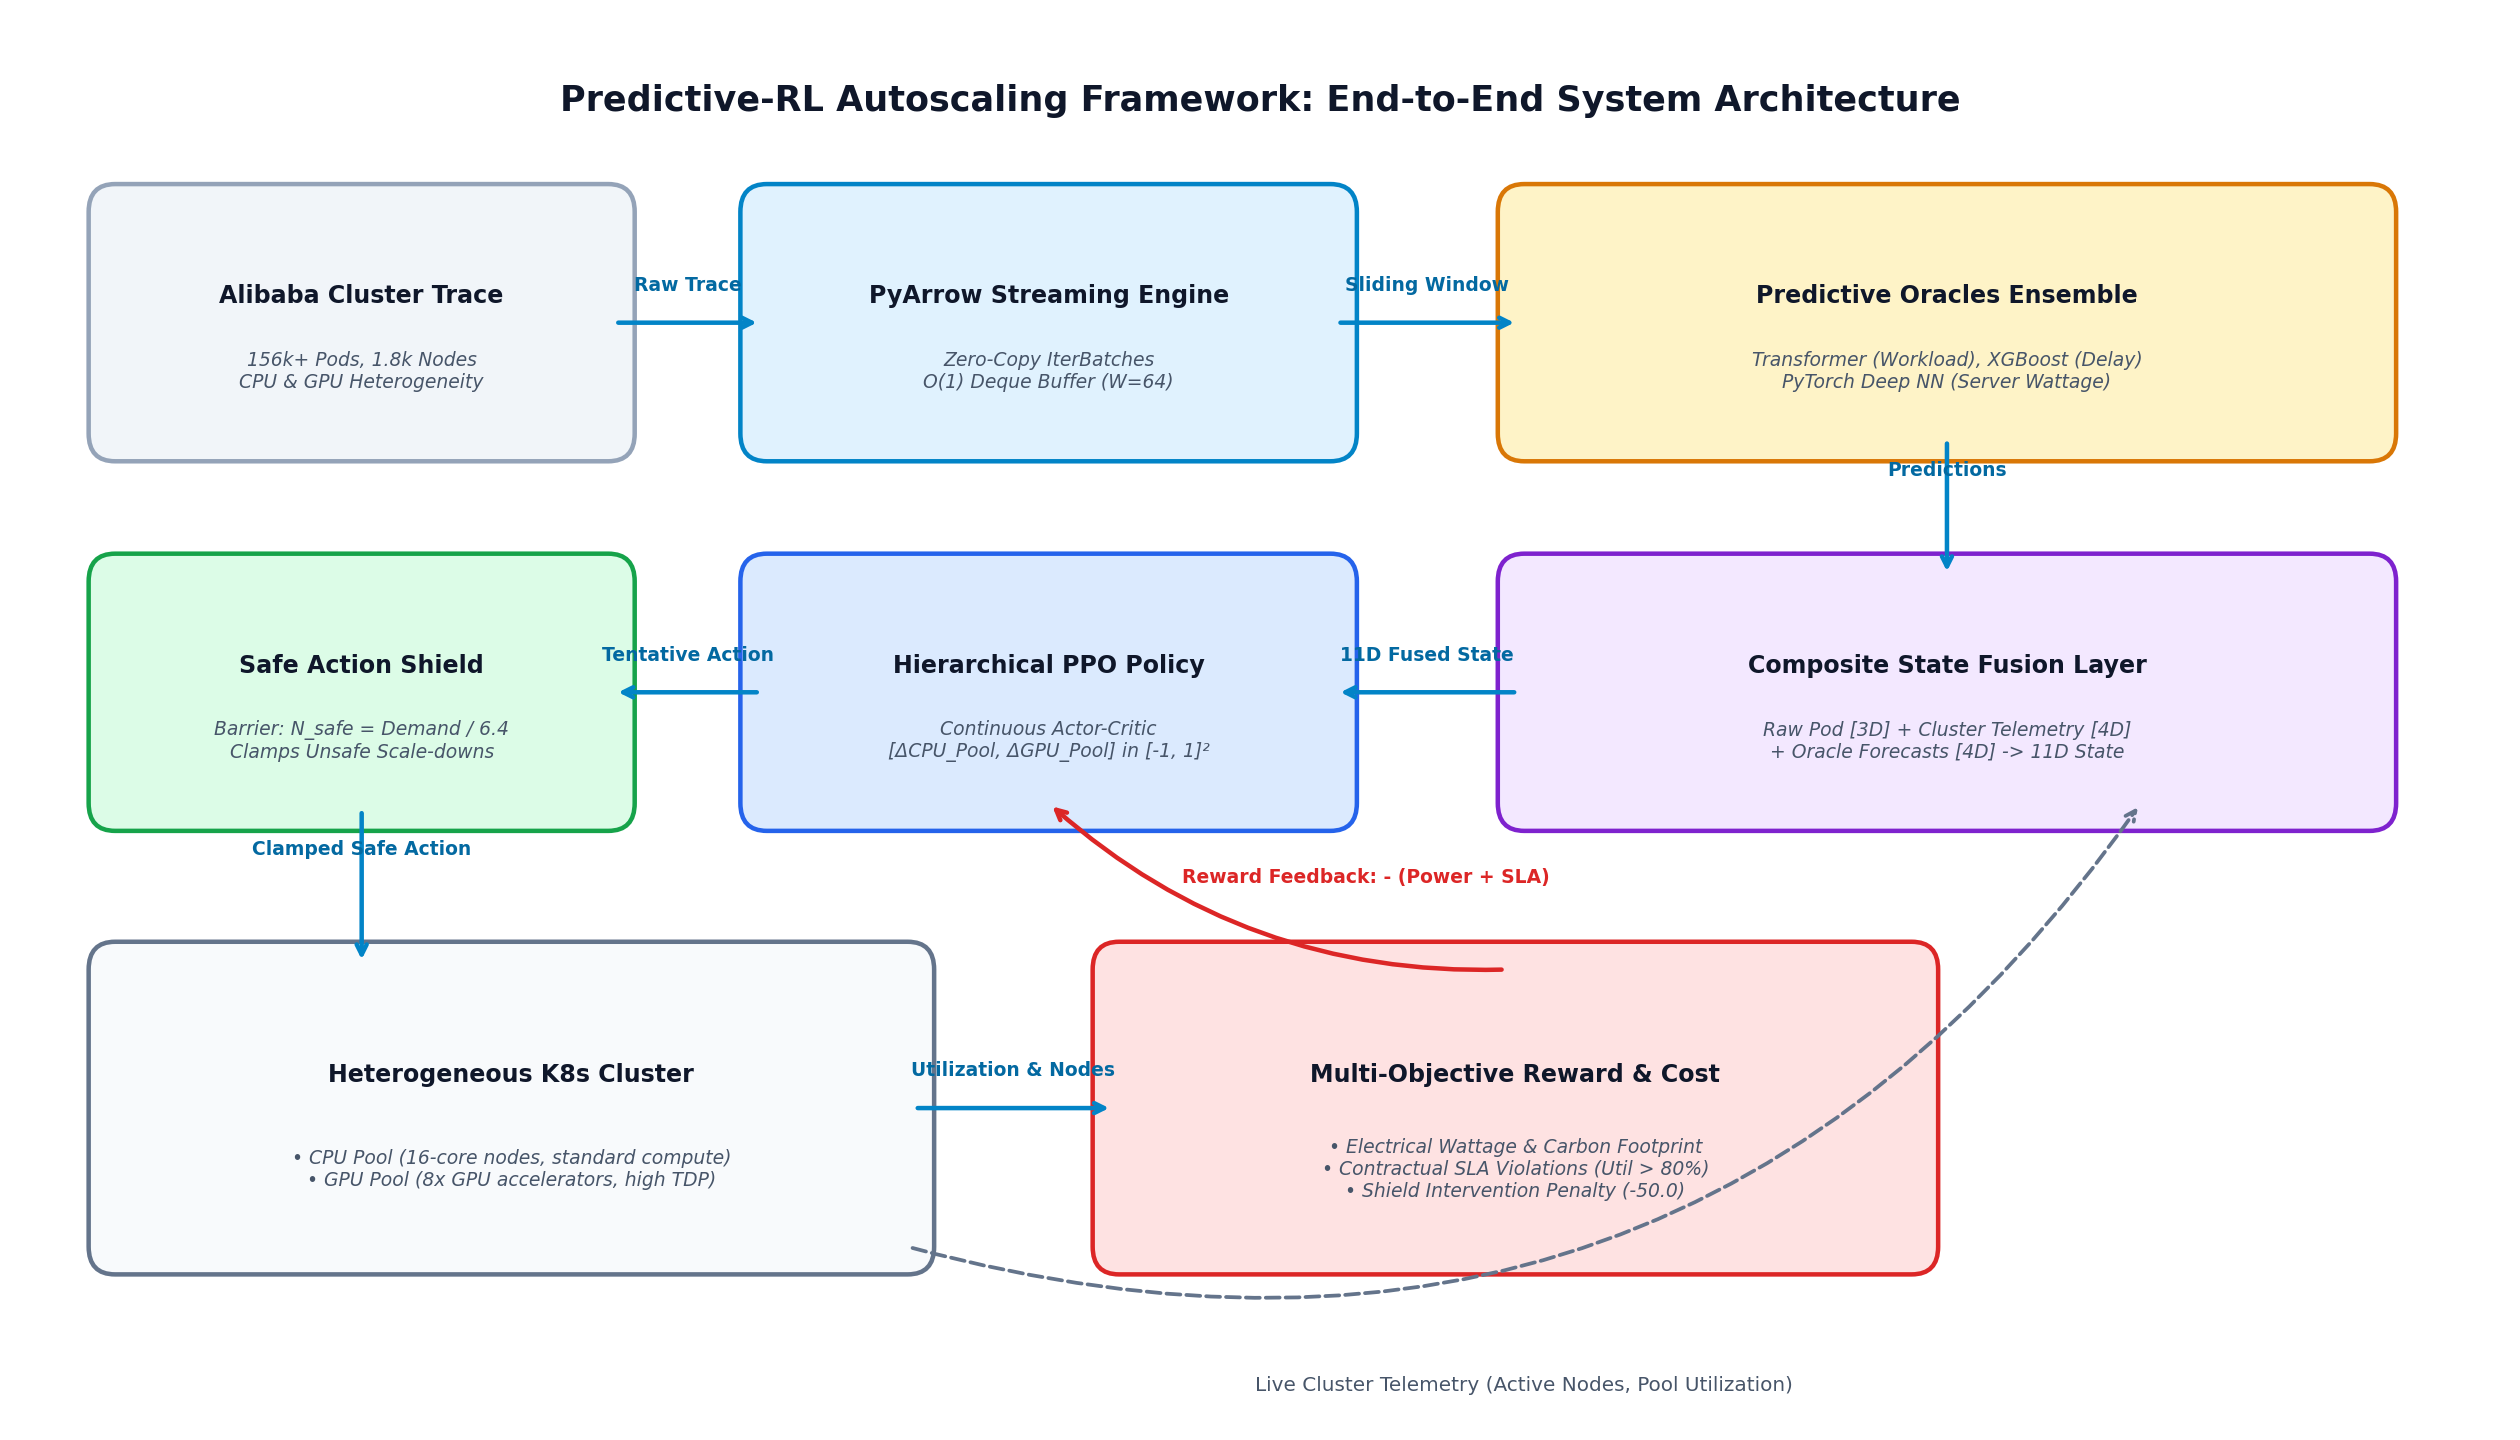 Predictive-RL Autoscaling Framework: End-to-End System Architecture
Alibaba Cluster Trace
156k+ Pods, 1.8k Nodes
CPU & GPU Heterogeneity
Raw Trace
PyArrow Streaming Engine
Zero-Copy IterBatches
O(1) Deque Buffer (W=64)
Sliding Window
Predictive Oracles Ensemble
Transformer (Workload), XGBoost (Delay)
PyTorch Deep NN (Server Wattage)
Predictions
Composite State Fusion Layer
Raw Pod [3D] + Cluster Telemetry [4D]
+ Oracle Forecasts [4D] -> 11D State
11D Fused State
Hierarchical PPO Policy
Continuous Actor-Critic
[ΔCPU_Pool, ΔGPU_Pool] in [-1, 1]²
Tentative Action
Safe Action Shield
Barrier: N_safe = Demand / 6.4
Clamps Unsafe Scale-downs
Clamped Safe Action
Reward Feedback: - (Power + SLA)
Heterogeneous K8s Cluster
• CPU Pool (16-core nodes, standard compute)
• GPU Pool (8x GPU accelerators, high TDP)
Utilization & Nodes
Multi-Objective Reward & Cost
• Electrical Wattage & Carbon Footprint
• Contractual SLA Violations (Util > 80%)
• Shield Intervention Penalty (-50.0)
Live Cluster Telemetry (Active Nodes, Pool Utilization)